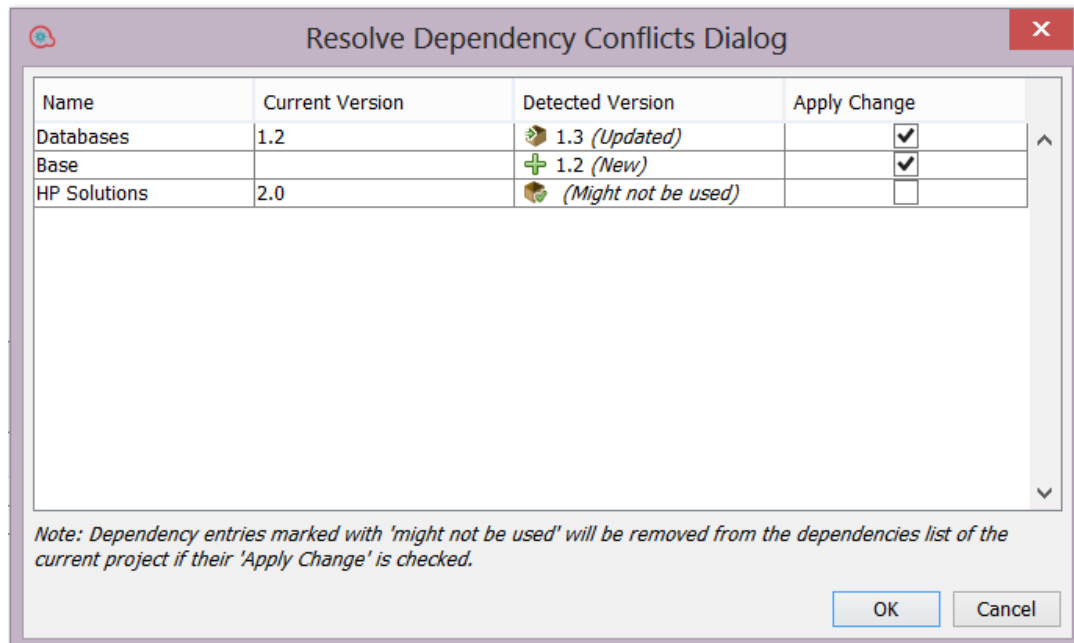 Resolve Dependency Conflicts Dialog
Name Current Version Detected Version Apply Change
Databases 1.2 1.3 (Updated)
Base 1.2 (New)
HP Solutions 2.0 (Might not be used)
Note: Dependency entries marked with 'might not be used' will be removed from the dependencies list of the
current project if their 'Apply Change' is checked.
OK Cancel